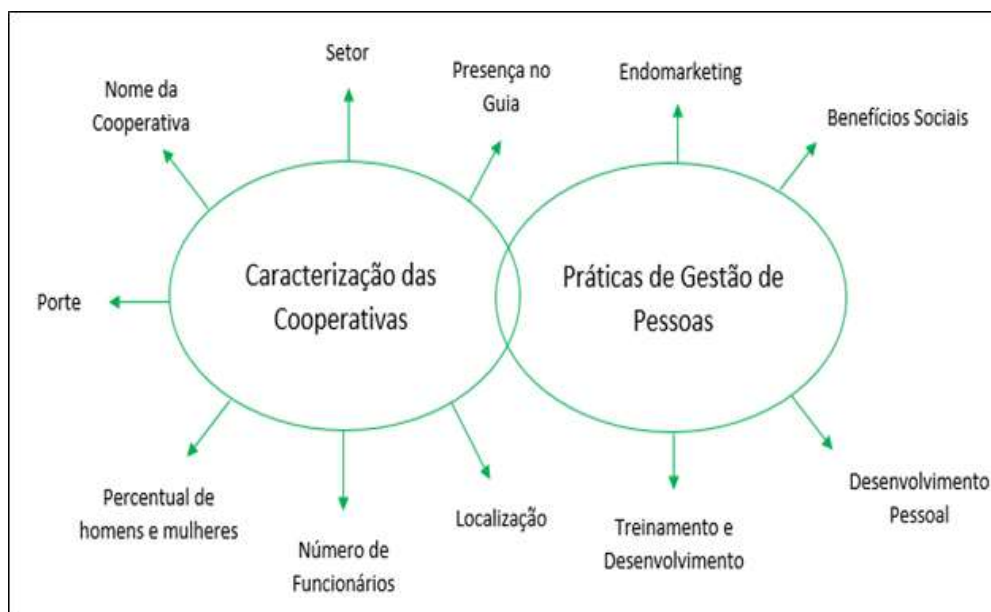 Setor
Presença no
Guia
Endomarketing
Nome da
Cooperativa
Benefícios Sociais
Caracterização das
Cooperativas
Práticas de Gestão de
Pessoas
Porte
Percentual de
homens e mulheres
Número de
Funcionários
Localização
Treinamento e
Desenvolvimento
Desenvolvimento
Pessoal